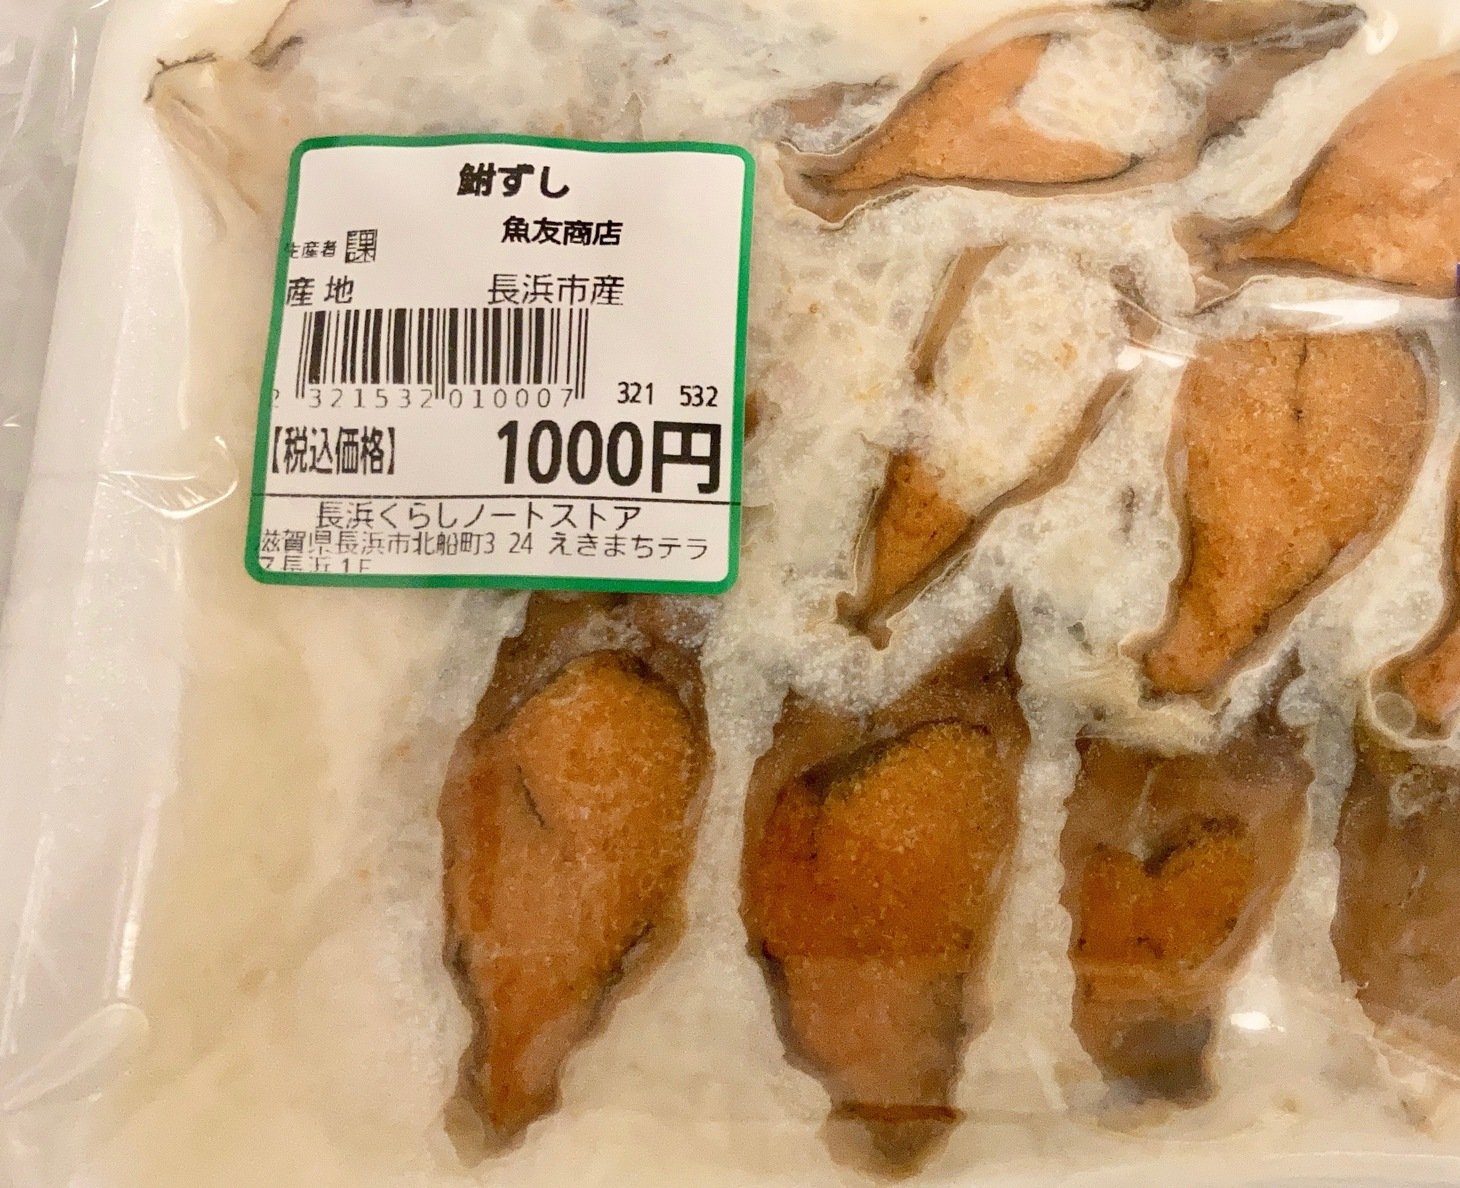 鮒ずし
魚友商店
生産者 課
産地 長浜市産
2 321532 010007 321 532
【税込価格】 1000円
長浜くらしノートストア
滋賀県長浜市北船町3 24 えきまちテラ
ス長浜1F